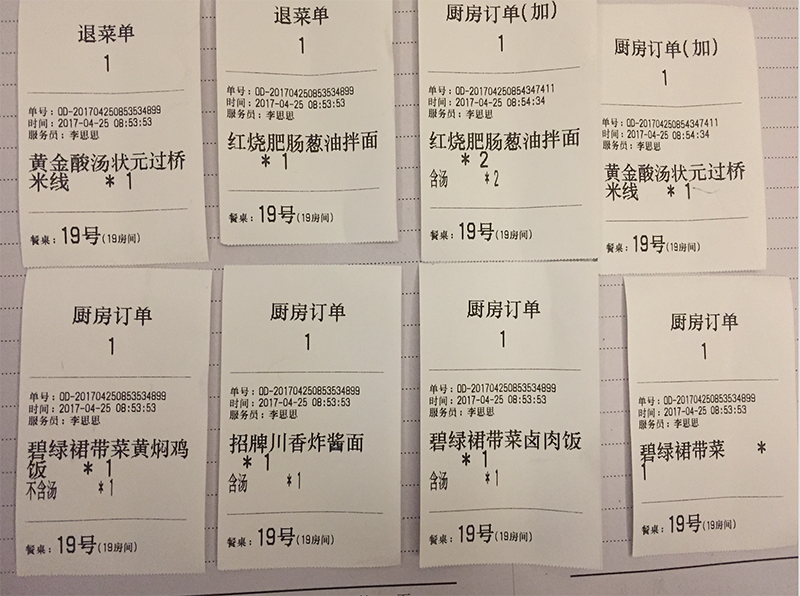 退菜单
1
单号：OD-201704250853534899
时间：2017-04-25 08:53:53
服务员：李思思
黄金酸汤状元过桥
米线 *1
餐桌：19号(19房间)
退菜单
1
单号：OD-201704250853534899
时间：2017-04-25 08:53:53
服务员：李思思
红烧肥肠葱油拌面
*1
餐桌：19号(19房间)
厨房订单(加)
1
单号：OD-201704250854347411
时间：2017-04-25 08:54:34
服务员：李思思
红烧肥肠葱油拌面
*2
含汤 *2
餐桌：19号(19房间)
厨房订单(加)
1
单号：OD-201704250854347411
时间：2017-04-25 08:54:34
服务员：李思思
黄金酸汤状元过桥
米线 *1
餐桌：19号(19房间)
厨房订单
1
单号：OD-201704250853534899
时间：2017-04-25 08:53:53
服务员：李思思
碧绿裙带菜黄焖鸡
饭 *1
不含汤 *1
餐桌：19号(19房间)
厨房订单
1
单号：OD-201704250853534899
时间：2017-04-25 08:53:53
服务员：李思思
招牌川香炸酱面
*1
含汤 *1
餐桌：19号(19房间)
厨房订单
1
单号：OD-201704250853534899
时间：2017-04-25 08:53:53
服务员：李思思
碧绿裙带菜卤肉饭
*1
含汤 *1
餐桌：19号(19房间)
厨房订单
1
单号：OD-201704250853534899
时间：2017-04-25 08:53:53
服务员：李思思
碧绿裙带菜 *
1
餐桌：19号(19房间)